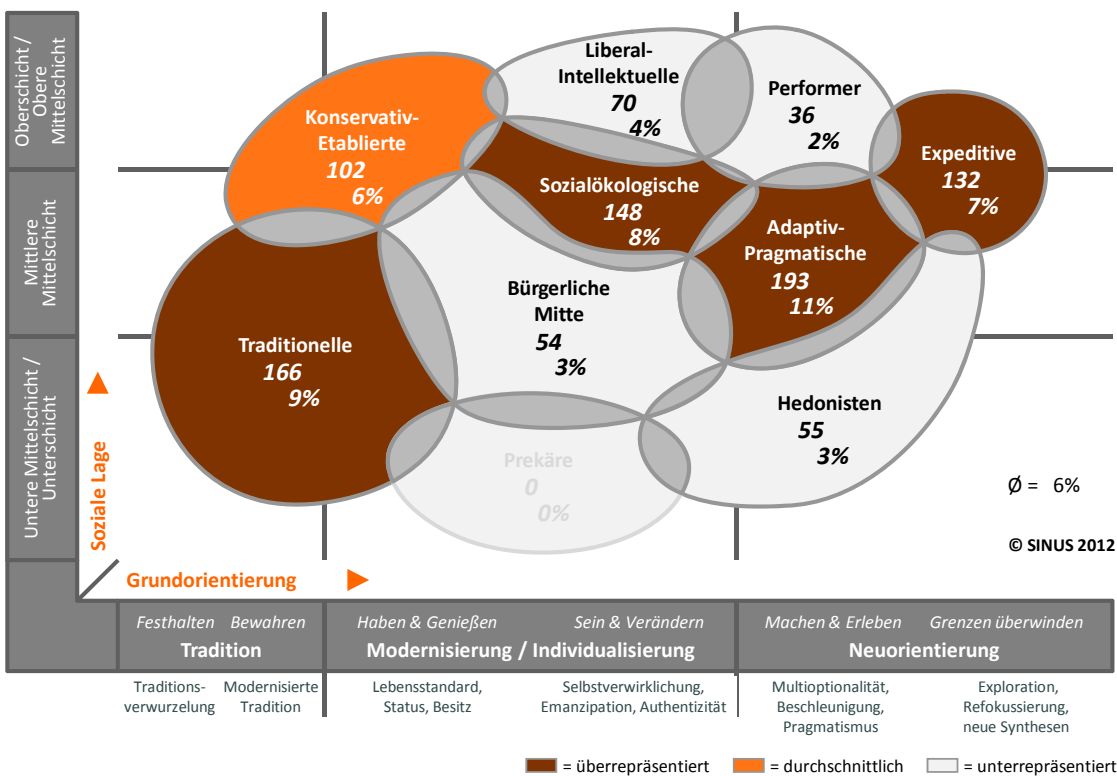 Oberschicht /
Obere
Mittelschicht
Mittlere
Mittelschicht
Untere Mittelschicht /
Unterschicht
Soziale Lage
Konservativ-
Etablierte
102
6%
Liberal-
Intellektuelle
70
4%
Performer
36
2%
Expeditive
132
7%
Sozialökologische
148
8%
Adaptiv-
Pragmatische
193
11%
Bürgerliche
Mitte
54
3%
Traditionelle
166
9%
Hedonisten
55
3%
Prekäre
0
0%
Ø = 6%
© SINUS 2012
Grundorientierung
Festhalten Bewahren
Tradition
Haben & Genießen Sein & Verändern
Modernisierung / Individualisierung
Machen & Erleben Grenzen überwinden
Neuorientierung
Traditions-
verwurzelung
Modernisierte
Tradition
Lebensstandard,
Status, Besitz
Selbstverwirklichung,
Emanzipation, Authentizität
Multioptionalität,
Beschleunigung,
Pragmatismus
Exploration,
Refokussierung,
neue Synthesen
= überrepräsentiert = durchschnittlich = unterrepräsentiert